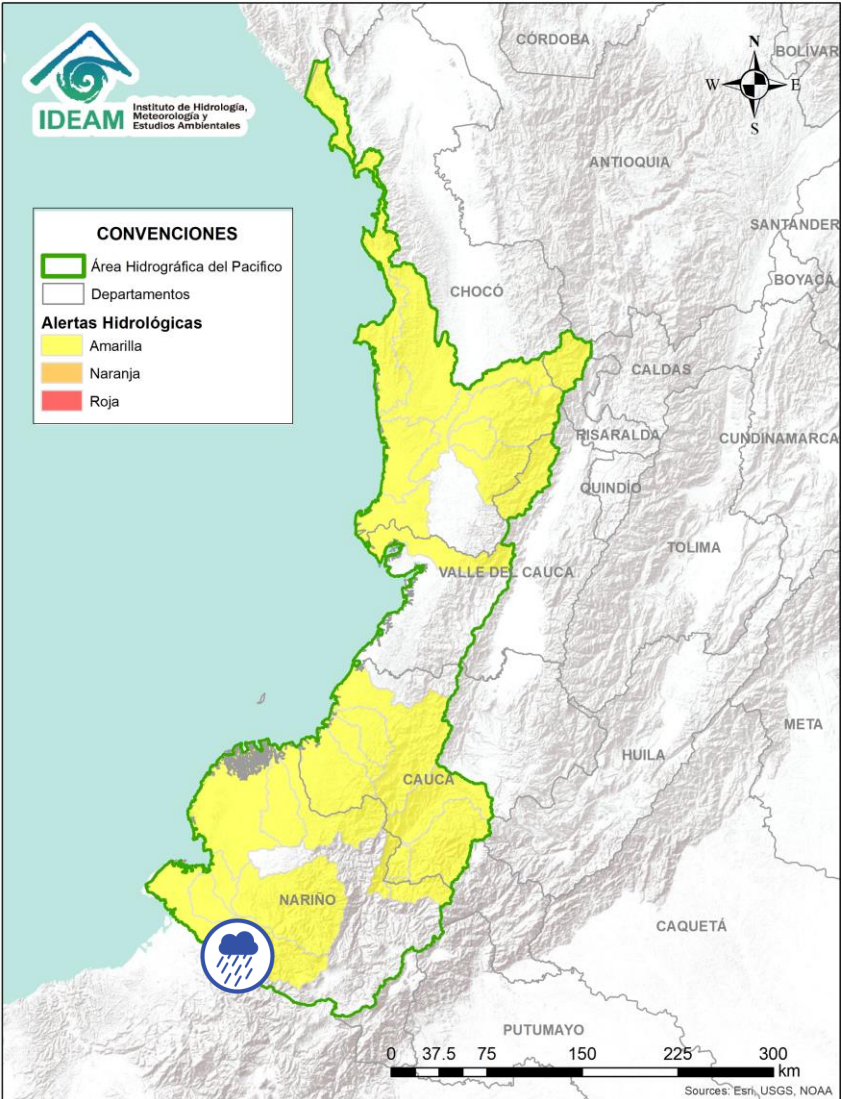 IDEAM
Instituto de Hidrología,
Meteorología y
Estudios Ambientales
N
W
E
S
CÓRDOBA
BOLÍVAR
ANTIOQUIA
SANTANDER
BOYACÁ
CHOCÓ
CALDAS
RISARALDA
CUNDINAMARCA
QUINDÍO
TOLIMA
VALLE DEL CAUCA
META
HUILA
CAUCA
NARIÑO
CAQUETÁ
PUTUMAYO
CONVENCIONES
Área Hidrográfica del Pacifico
Departamentos
Alertas Hidrológicas
Amarilla
Naranja
Roja
0 37.5 75 150 225 300
km
Sources: Esri, USGS, NOAA